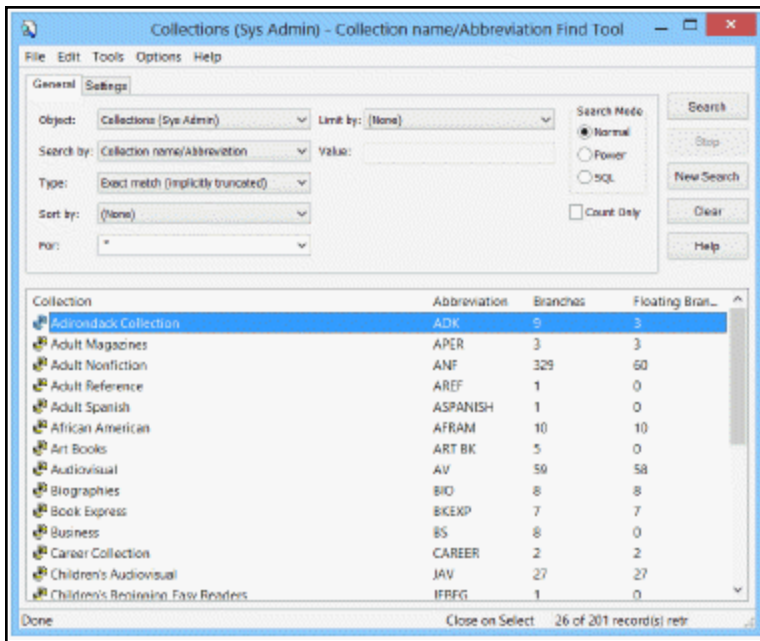 Collections (Sys Admin) - Collection name/Abbreviation Find Tool
File Edit Tools Options Help
General Settings
Object: Collections (Sys Admin) Limit by: (None) Search Mode Search
Search by: Collection name/Abbreviation Value: Normal Stop
Power
Type: Exact match (implicitly truncated) SQL New Search
Sort by: (None) Count Only Clear
For: * Help
Collection Abbreviation Branches Floating Bran...
Adirondack Collection ADK 9 3
Adult Magazines APER 3 3
Adult Nonfiction ANF 329 60
Adult Reference AREF 1 0
Adult Spanish ASPANISH 1 0
African American AFRAM 10 10
Art Books ART BK 5 0
Audiovisual AV 59 58
Biographies BIO 8 8
Book Express BKEXP 7 7
Business BS 8 0
Career Collection CAREER 2 2
Children's Audiovisual JAV 27 27
Children's Beginning Easy Readers 1 0
Done Close on Select 26 of 201 record(s) retr